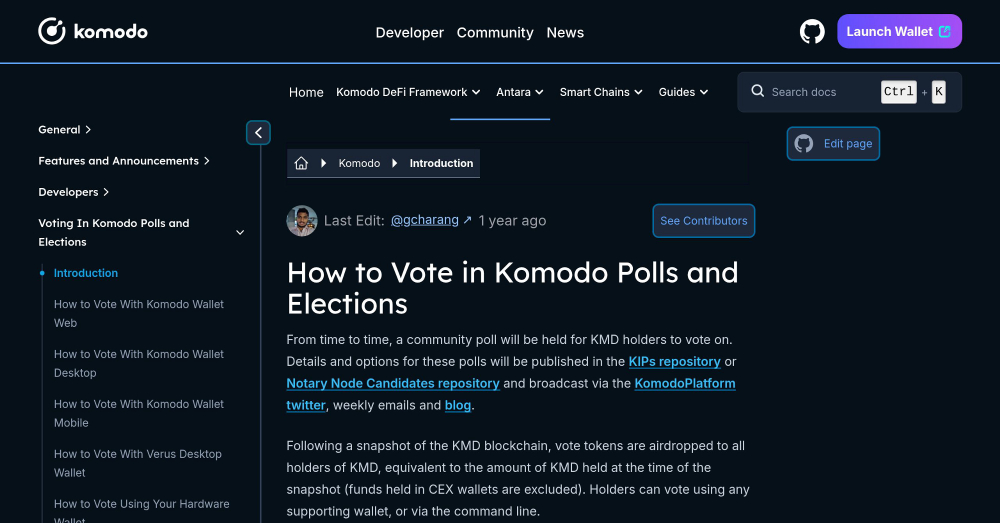 komodo
Developer Community News
Launch Wallet
Home Komodo DeFi Framework Antara Smart Chains Guides
Search docs Ctrl + K
General
Features and Announcements
Developers
Voting In Komodo Polls and
Elections
Introduction
How to Vote With Komodo Wallet
Web
How to Vote With Komodo Wallet
Desktop
How to Vote With Komodo Wallet
Mobile
How to Vote With Verus Desktop
Wallet
How to Vote Using Your Hardware
Wallet
Edit page
Komodo Introduction
Last Edit: @gcharang ↗ 1 year ago
See Contributors
How to Vote in Komodo Polls and
Elections
From time to time, a community poll will be held for KMD holders to vote on.
Details and options for these polls will be published in the KIPs repository or
Notary Node Candidates repository and broadcast via the KomodoPlatform
twitter, weekly emails and blog.
Following a snapshot of the KMD blockchain, vote tokens are airdropped to all
holders of KMD, equivalent to the amount of KMD held at the time of the
snapshot (funds held in CEX wallets are excluded). Holders can vote using any
supporting wallet, or via the command line.